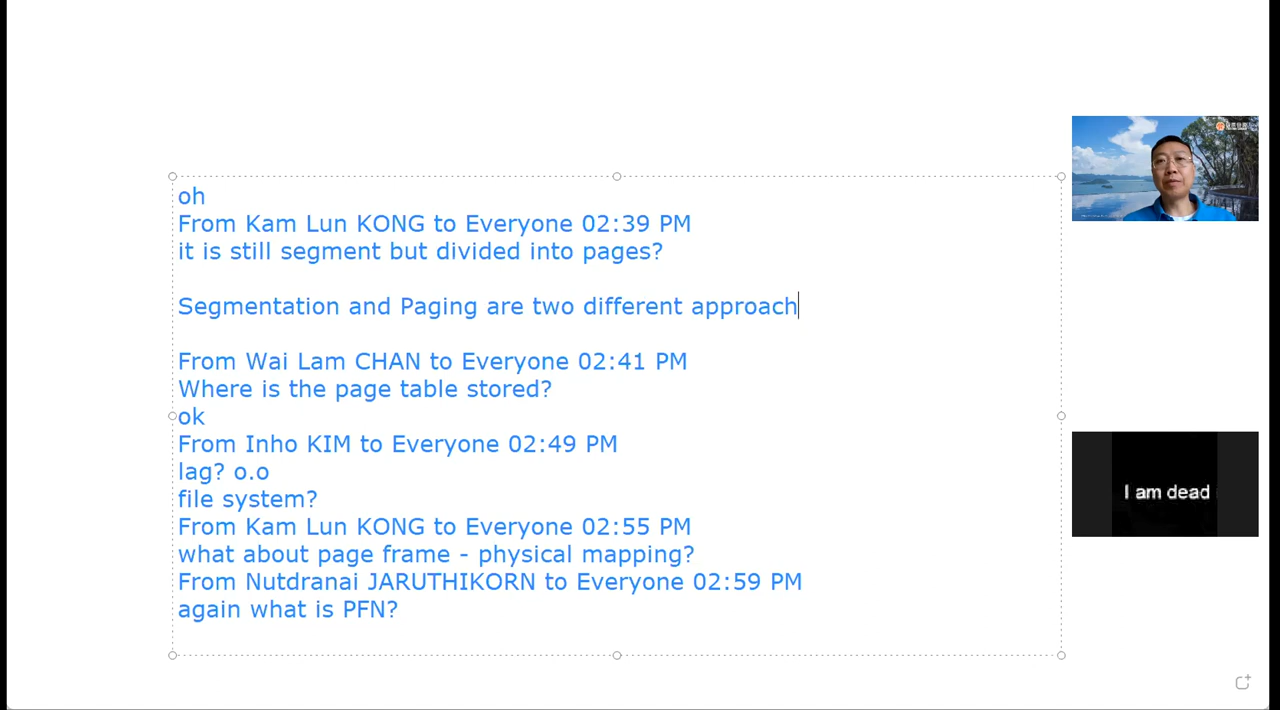 oh
From Kam Lun KONG to Everyone 02:39 PM
it is still segment but divided into pages?
Segmentation and Paging are two different approach
From Wai Lam CHAN to Everyone 02:41 PM
Where is the page table stored?
ok
From Inho KIM to Everyone 02:49 PM
lag? o.o
file system?
From Kam Lun KONG to Everyone 02:55 PM
what about page frame - physical mapping?
From Nutdranai JARUTHIKORN to Everyone 02:59 PM
again what is PFN?
I am dead